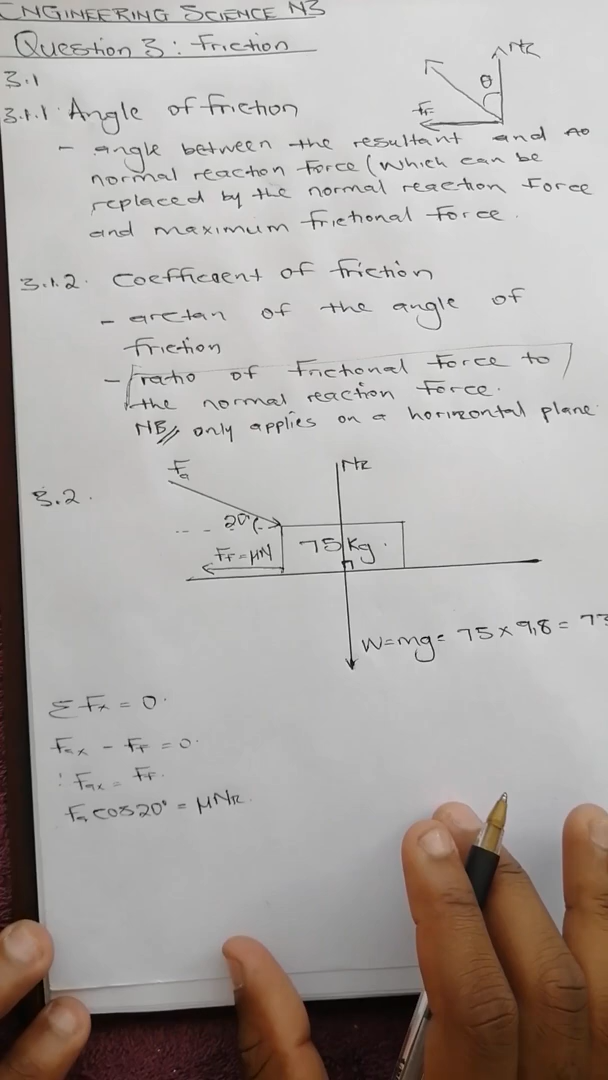 ENGINEERING SCIENCE N3
Question 3: Friction
NR
θ
Fr
3.1
3.1.1 Angle of friction
- angle between the resultant and
normal reaction force (which can be
replaced by the normal reaction force
and maximum frictional force.
3.1.2. Coefficient of friction
- arctan of the angle of
friction
- ratio of frictional force to
the normal reaction force.
NB// only applies on a horizontal plane
3.2.
Fa
NR
20°
FF = μN
75 kg.
W = mg = 75 × 9,8 = 73
Σ Fx = 0
Fax - FF = 0.
∴ Fax = FF.
Fa cos 20° = μNR.